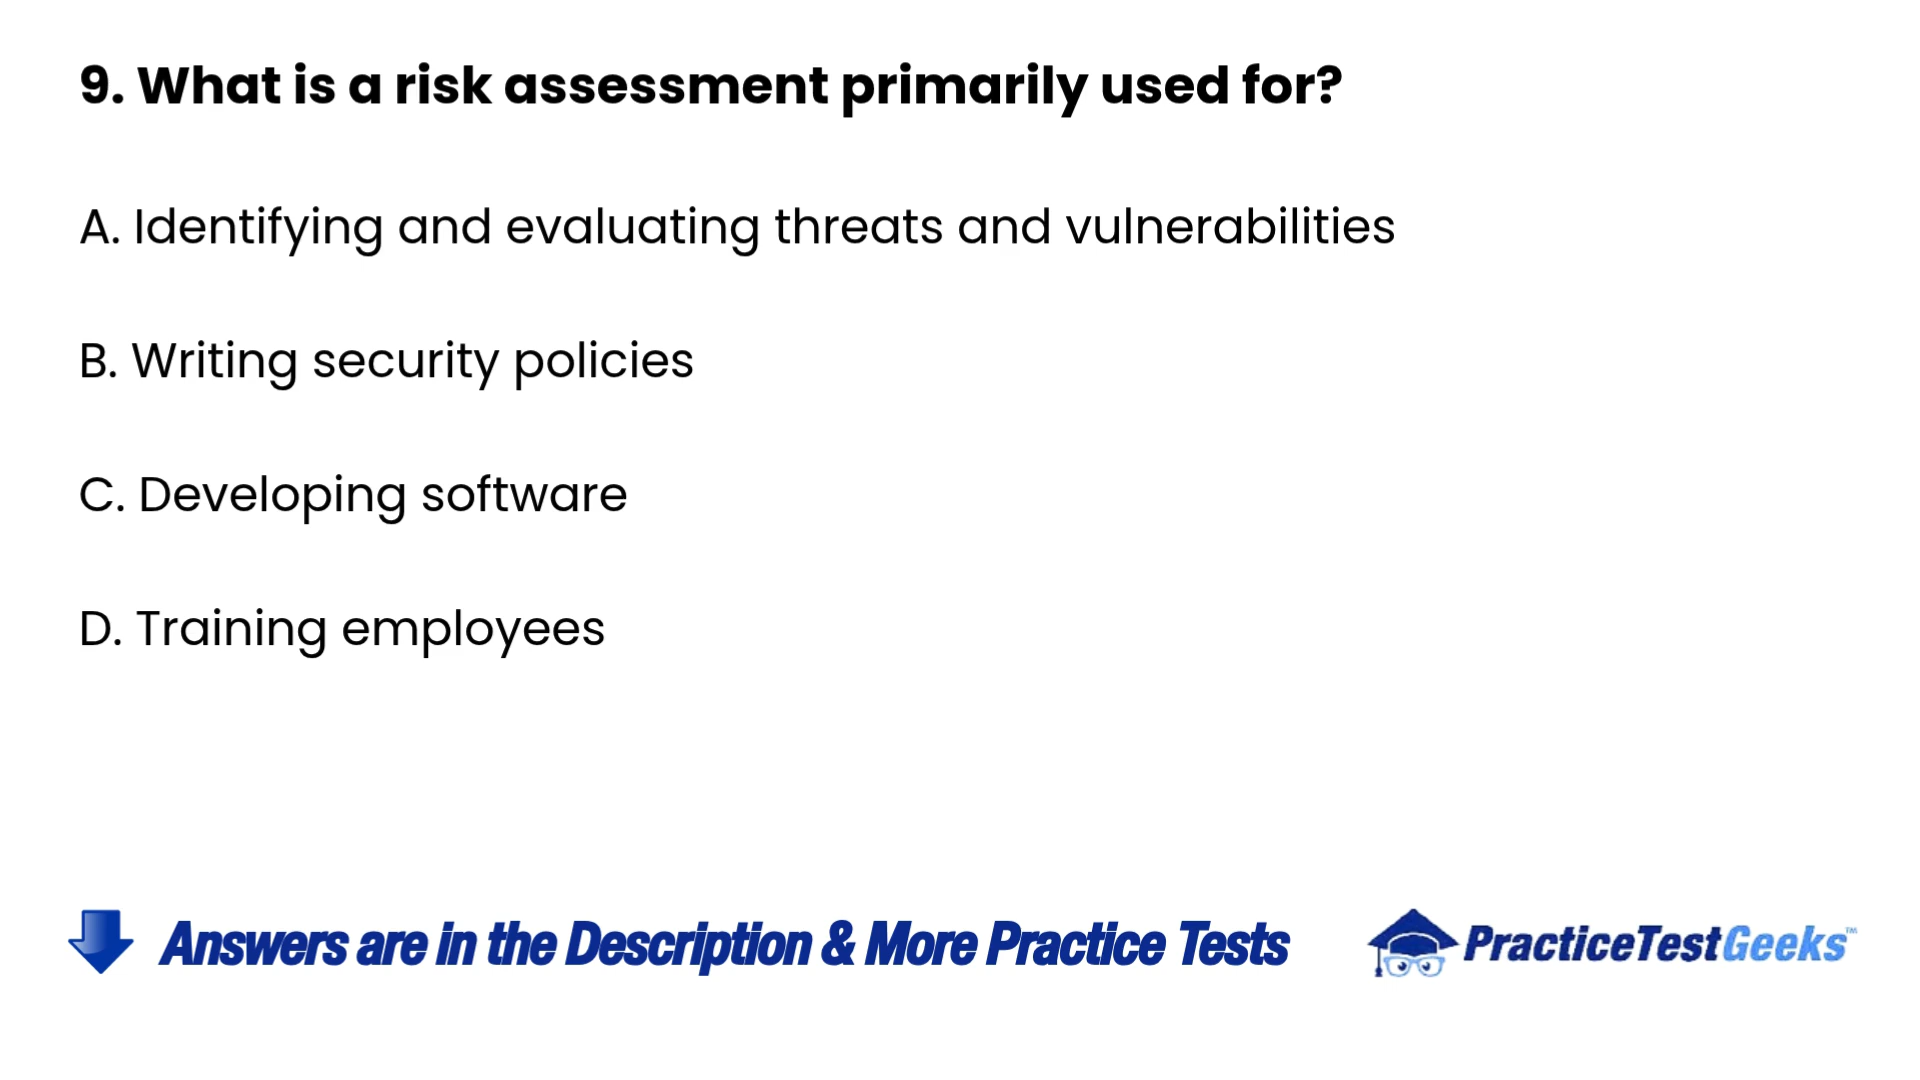 9. What is a risk assessment primarily used for?
A. Identifying and evaluating threats and vulnerabilities
B. Writing security policies
C. Developing software
D. Training employees
Answers are in the Description & More Practice Tests
PracticeTestGeeks™